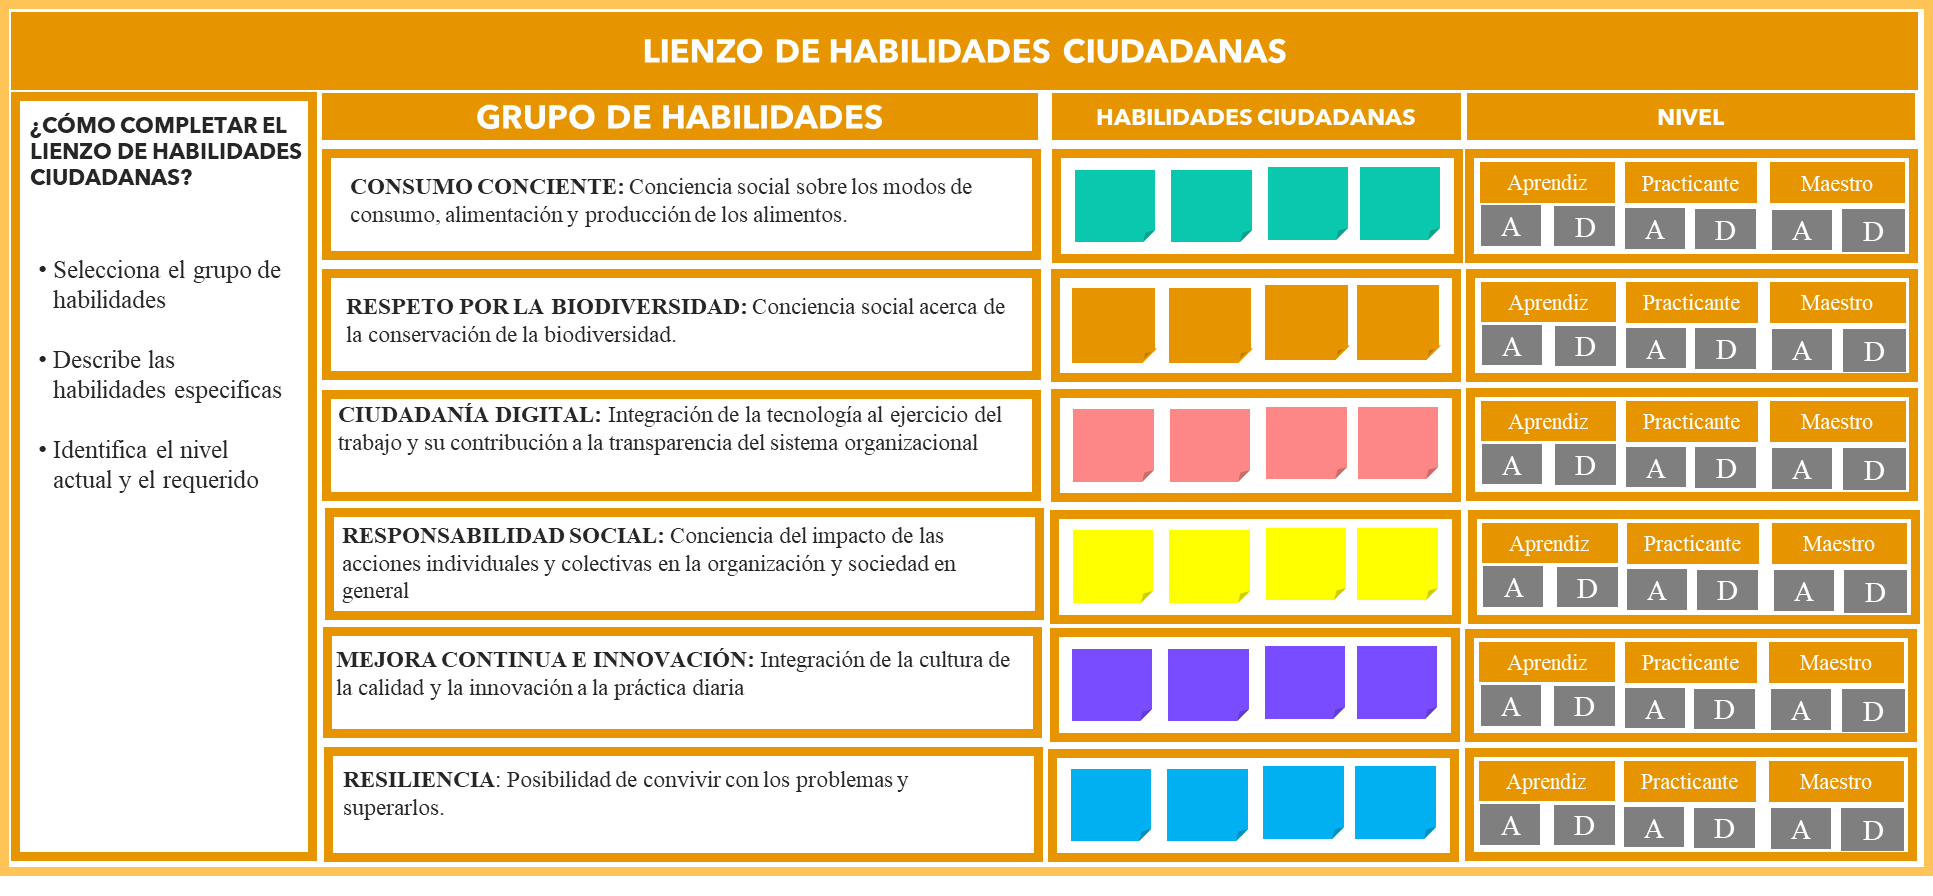 LIENZO DE HABILIDADES CIUDADANAS
¿CÓMO COMPLETAR EL
LIENZO DE HABILIDADES
CIUDADANAS?
• Selecciona el grupo de
habilidades
• Describe las
habilidades especificas
• Identifica el nivel
actual y el requerido
GRUPO DE HABILIDADES
HABILIDADES CIUDADANAS
NIVEL
CONSUMO CONCIENTE: Conciencia social sobre los modos de
consumo, alimentación y producción de los alimentos.
Aprendiz Practicante Maestro
A D A D A D
RESPETO POR LA BIODIVERSIDAD: Conciencia social acerca de
la conservación de la biodiversidad.
Aprendiz Practicante Maestro
A D A D A D
CIUDADANÍA DIGITAL: Integración de la tecnología al ejercicio del
trabajo y su contribución a la transparencia del sistema organizacional
Aprendiz Practicante Maestro
A D A D A D
RESPONSABILIDAD SOCIAL: Conciencia del impacto de las
acciones individuales y colectivas en la organización y sociedad en
general
Aprendiz Practicante Maestro
A D A D A D
MEJORA CONTINUA E INNOVACIÓN: Integración de la cultura de
la calidad y la innovación a la práctica diaria
Aprendiz Practicante Maestro
A D A D A D
RESILIENCIA: Posibilidad de convivir con los problemas y
superarlos.
Aprendiz Practicante Maestro
A D A D A D